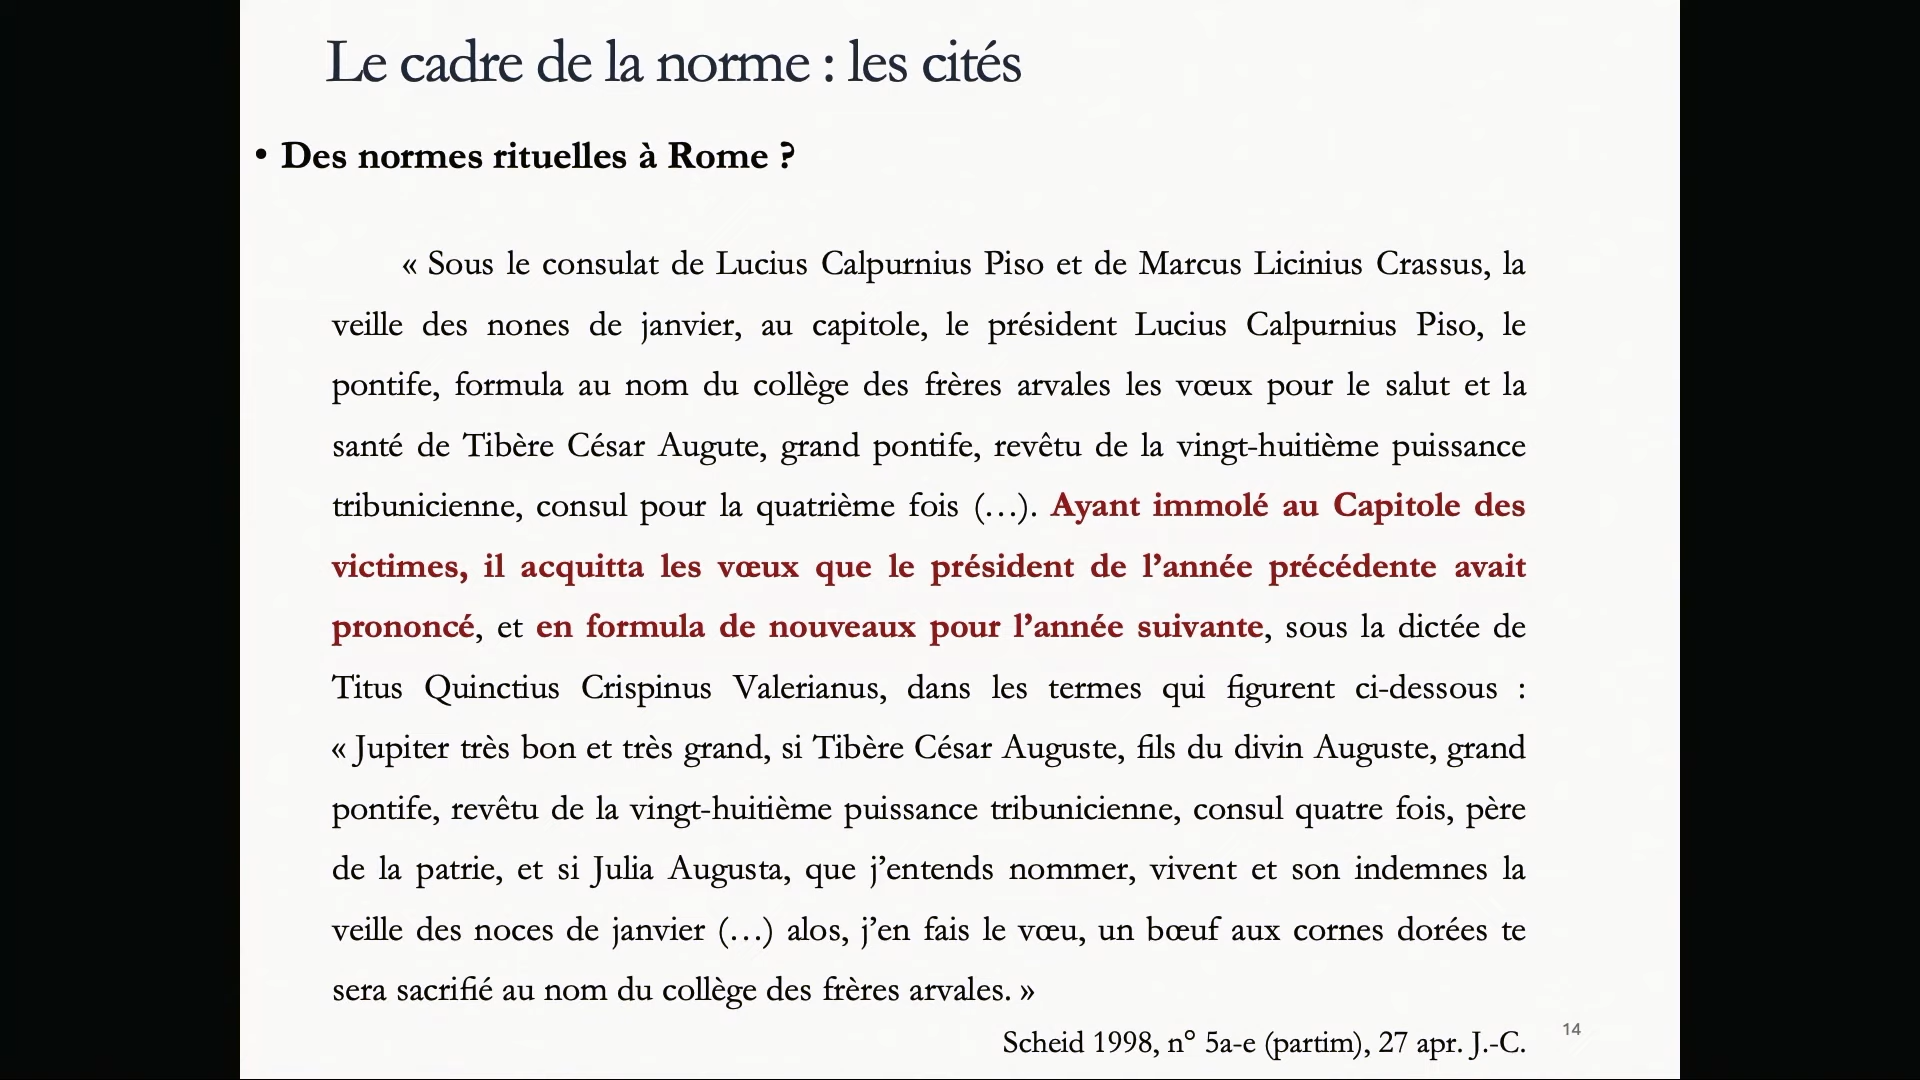 Le cadre de la norme : les cités
• Des normes rituelles à Rome ?
« Sous le consulat de Lucius Calpurnius Piso et de Marcus Licinius Crassus, la
veille des nones de janvier, au capitole, le président Lucius Calpurnius Piso, le
pontife, formula au nom du collège des frères arvales les vœux pour le salut et la
santé de Tibère César Augute, grand pontife, revêtu de la vingt-huitième puissance
tribunicienne, consul pour la quatrième fois (…). Ayant immolé au Capitole des
victimes, il acquitta les vœux que le président de l’année précédente avait
prononcé, et en formula de nouveaux pour l’année suivante, sous la dictée de
Titus Quinctius Crispinus Valerianus, dans les termes qui figurent ci-dessous :
« Jupiter très bon et très grand, si Tibère César Auguste, fils du divin Auguste, grand
pontife, revêtu de la vingt-huitième puissance tribunicienne, consul quatre fois, père
de la patrie, et si Julia Augusta, que j’entends nommer, vivent et son indemnes la
veille des noces de janvier (…) alos, j’en fais le vœu, un bœuf aux cornes dorées te
sera sacrifié au nom du collège des frères arvales. »
Scheid 1998, n° 5a-e (partim), 27 apr. J.-C.
14